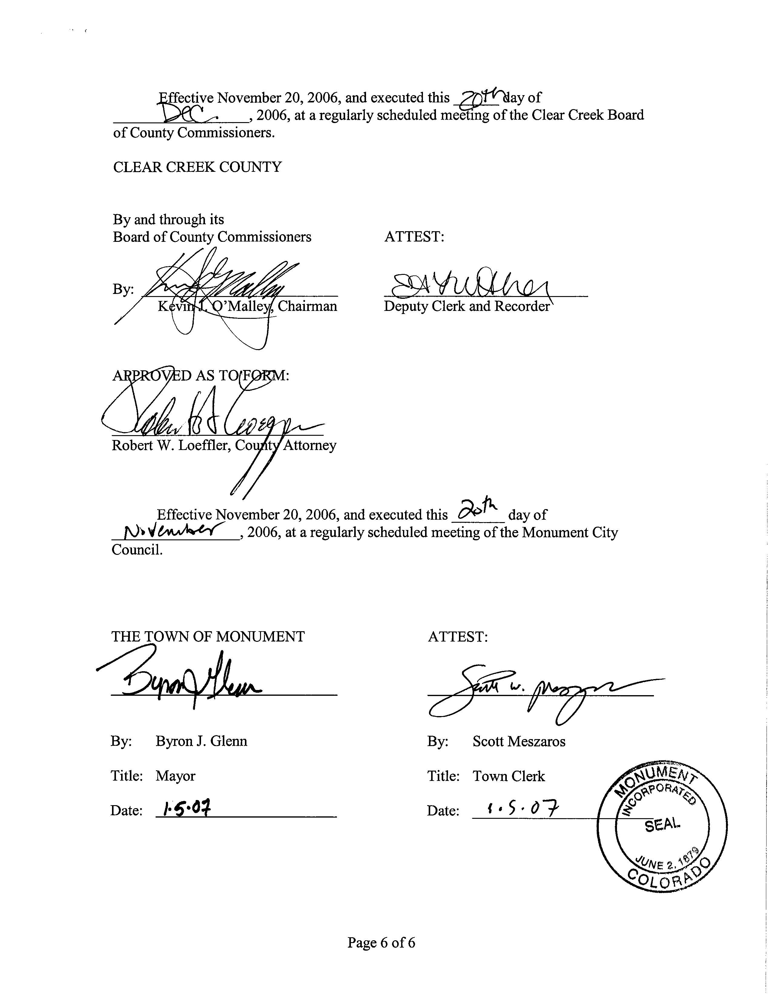 Effective November 20, 2006, and executed this 20th day of
Dec. , 2006, at a regularly scheduled meeting of the Clear Creek Board
of County Commissioners.
CLEAR CREEK COUNTY
By and through its
Board of County Commissioners
ATTEST:
By:
Kevin J. O'Malley, Chairman
Deputy Clerk and Recorder
APPROVED AS TO FORM:
Robert W. Loeffler, County Attorney
Effective November 20, 2006, and executed this 20th day of
November , 2006, at a regularly scheduled meeting of the Monument City
Council.
THE TOWN OF MONUMENT
ATTEST:
Byron J Glenn
Scott W. Meszaros
By: Byron J. Glenn
By: Scott Meszaros
Title: Mayor
Title: Town Clerk
Date: 1.5.07
Date: 1.5.07
MONUMENT
INCORPORATED
SEAL
JUNE 2, 1879
COLORADO
Page 6 of 6